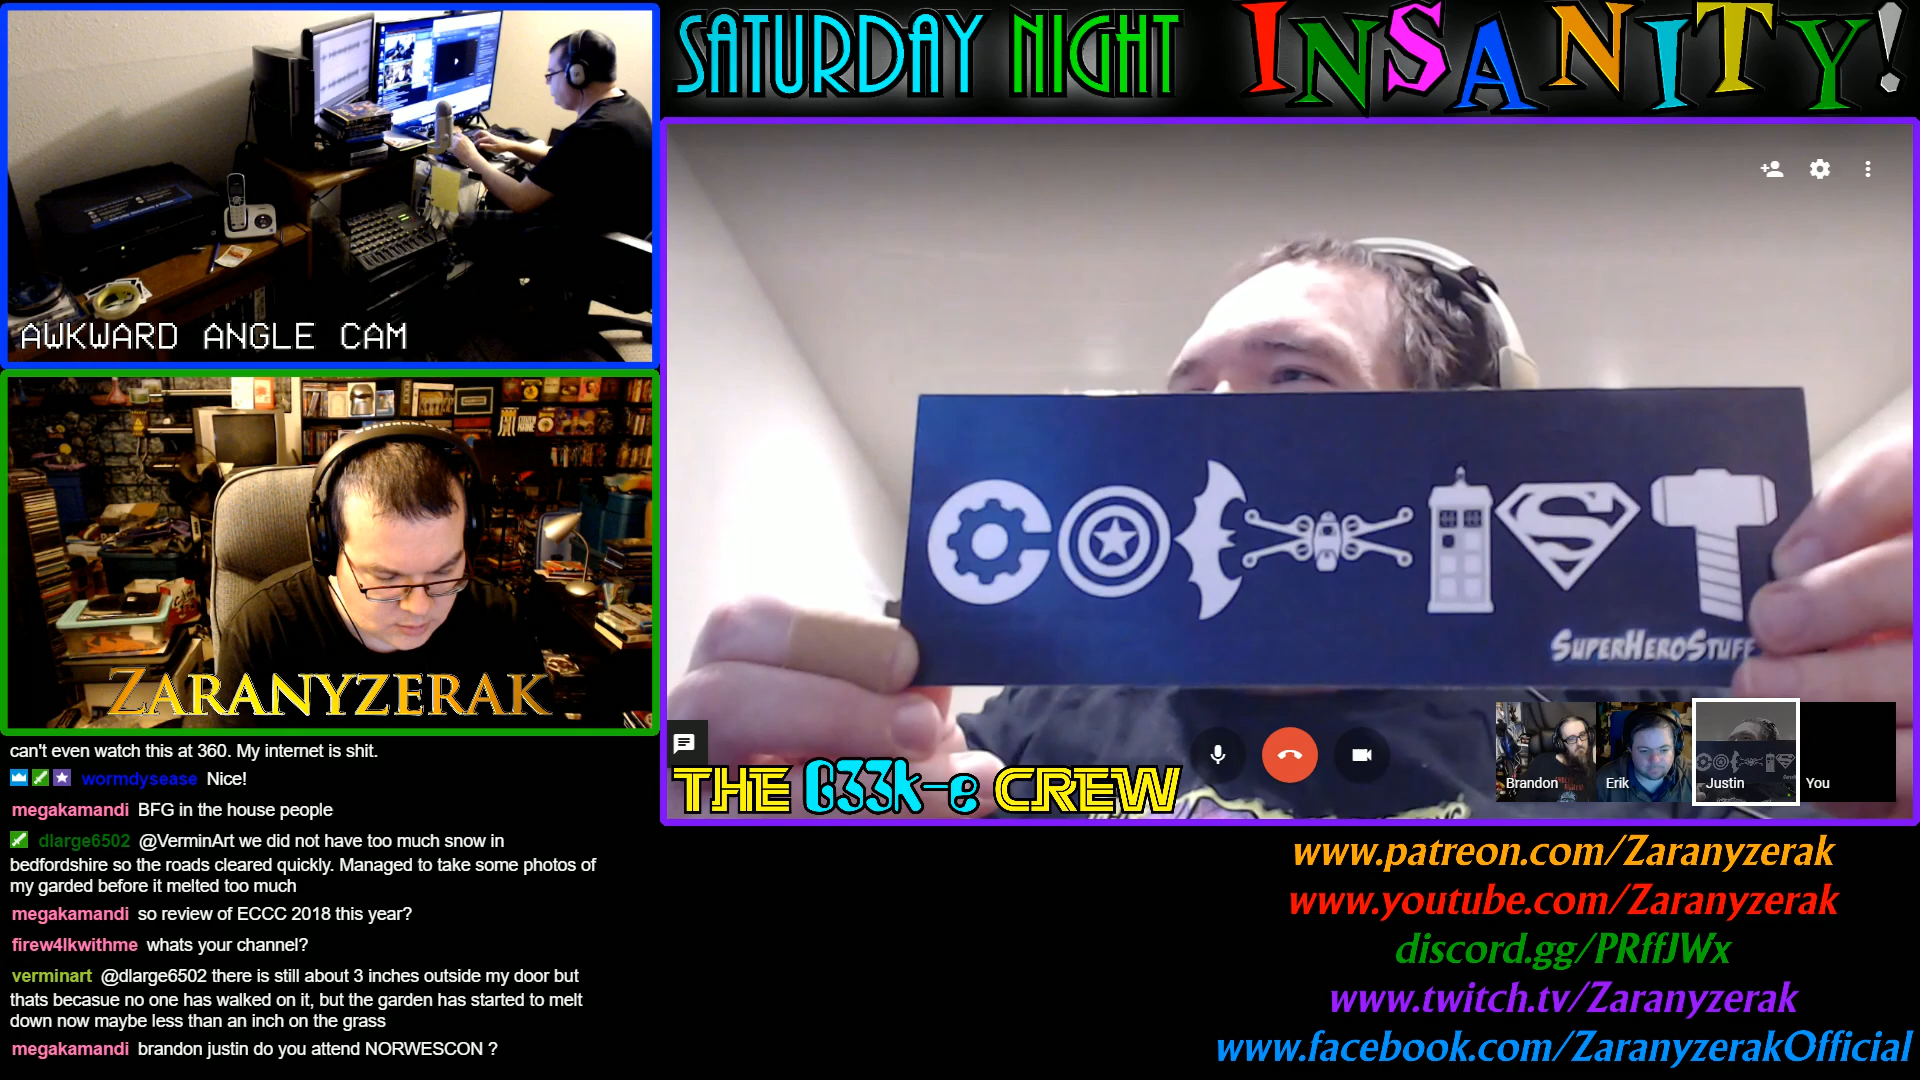 SATURDAY NIGHT INSANITY!
AWKWARD ANGLE CAM
ZARANYZERAK
can't even watch this at 360. My internet is shit.
wormdysease Nice!
megakamandi BFG in the house people
dlarge6502 @VerminArt we did not have too much snow in
bedfordshire so the roads cleared quickly. Managed to take some photos of
my garded before it melted too much
megakamandi so review of ECCC 2018 this year?
firew4lkwithme whats your channel?
verminart @dlarge6502 there is still about 3 inches outside my door but
thats becasue no one has walked on it, but the garden has started to melt
down now maybe less than an inch on the grass
megakamandi brandon justin do you attend NORWESCON ?
SUPERHEROSTUFF
Brandon
Erik
Justin
You
THE G33K-e CREW
www.patreon.com/Zaranyzerak
www.youtube.com/Zaranyzerak
discord.gg/PRffJWx
www.twitch.tv/Zaranyzerak
www.facebook.com/ZaranyzerakOfficial